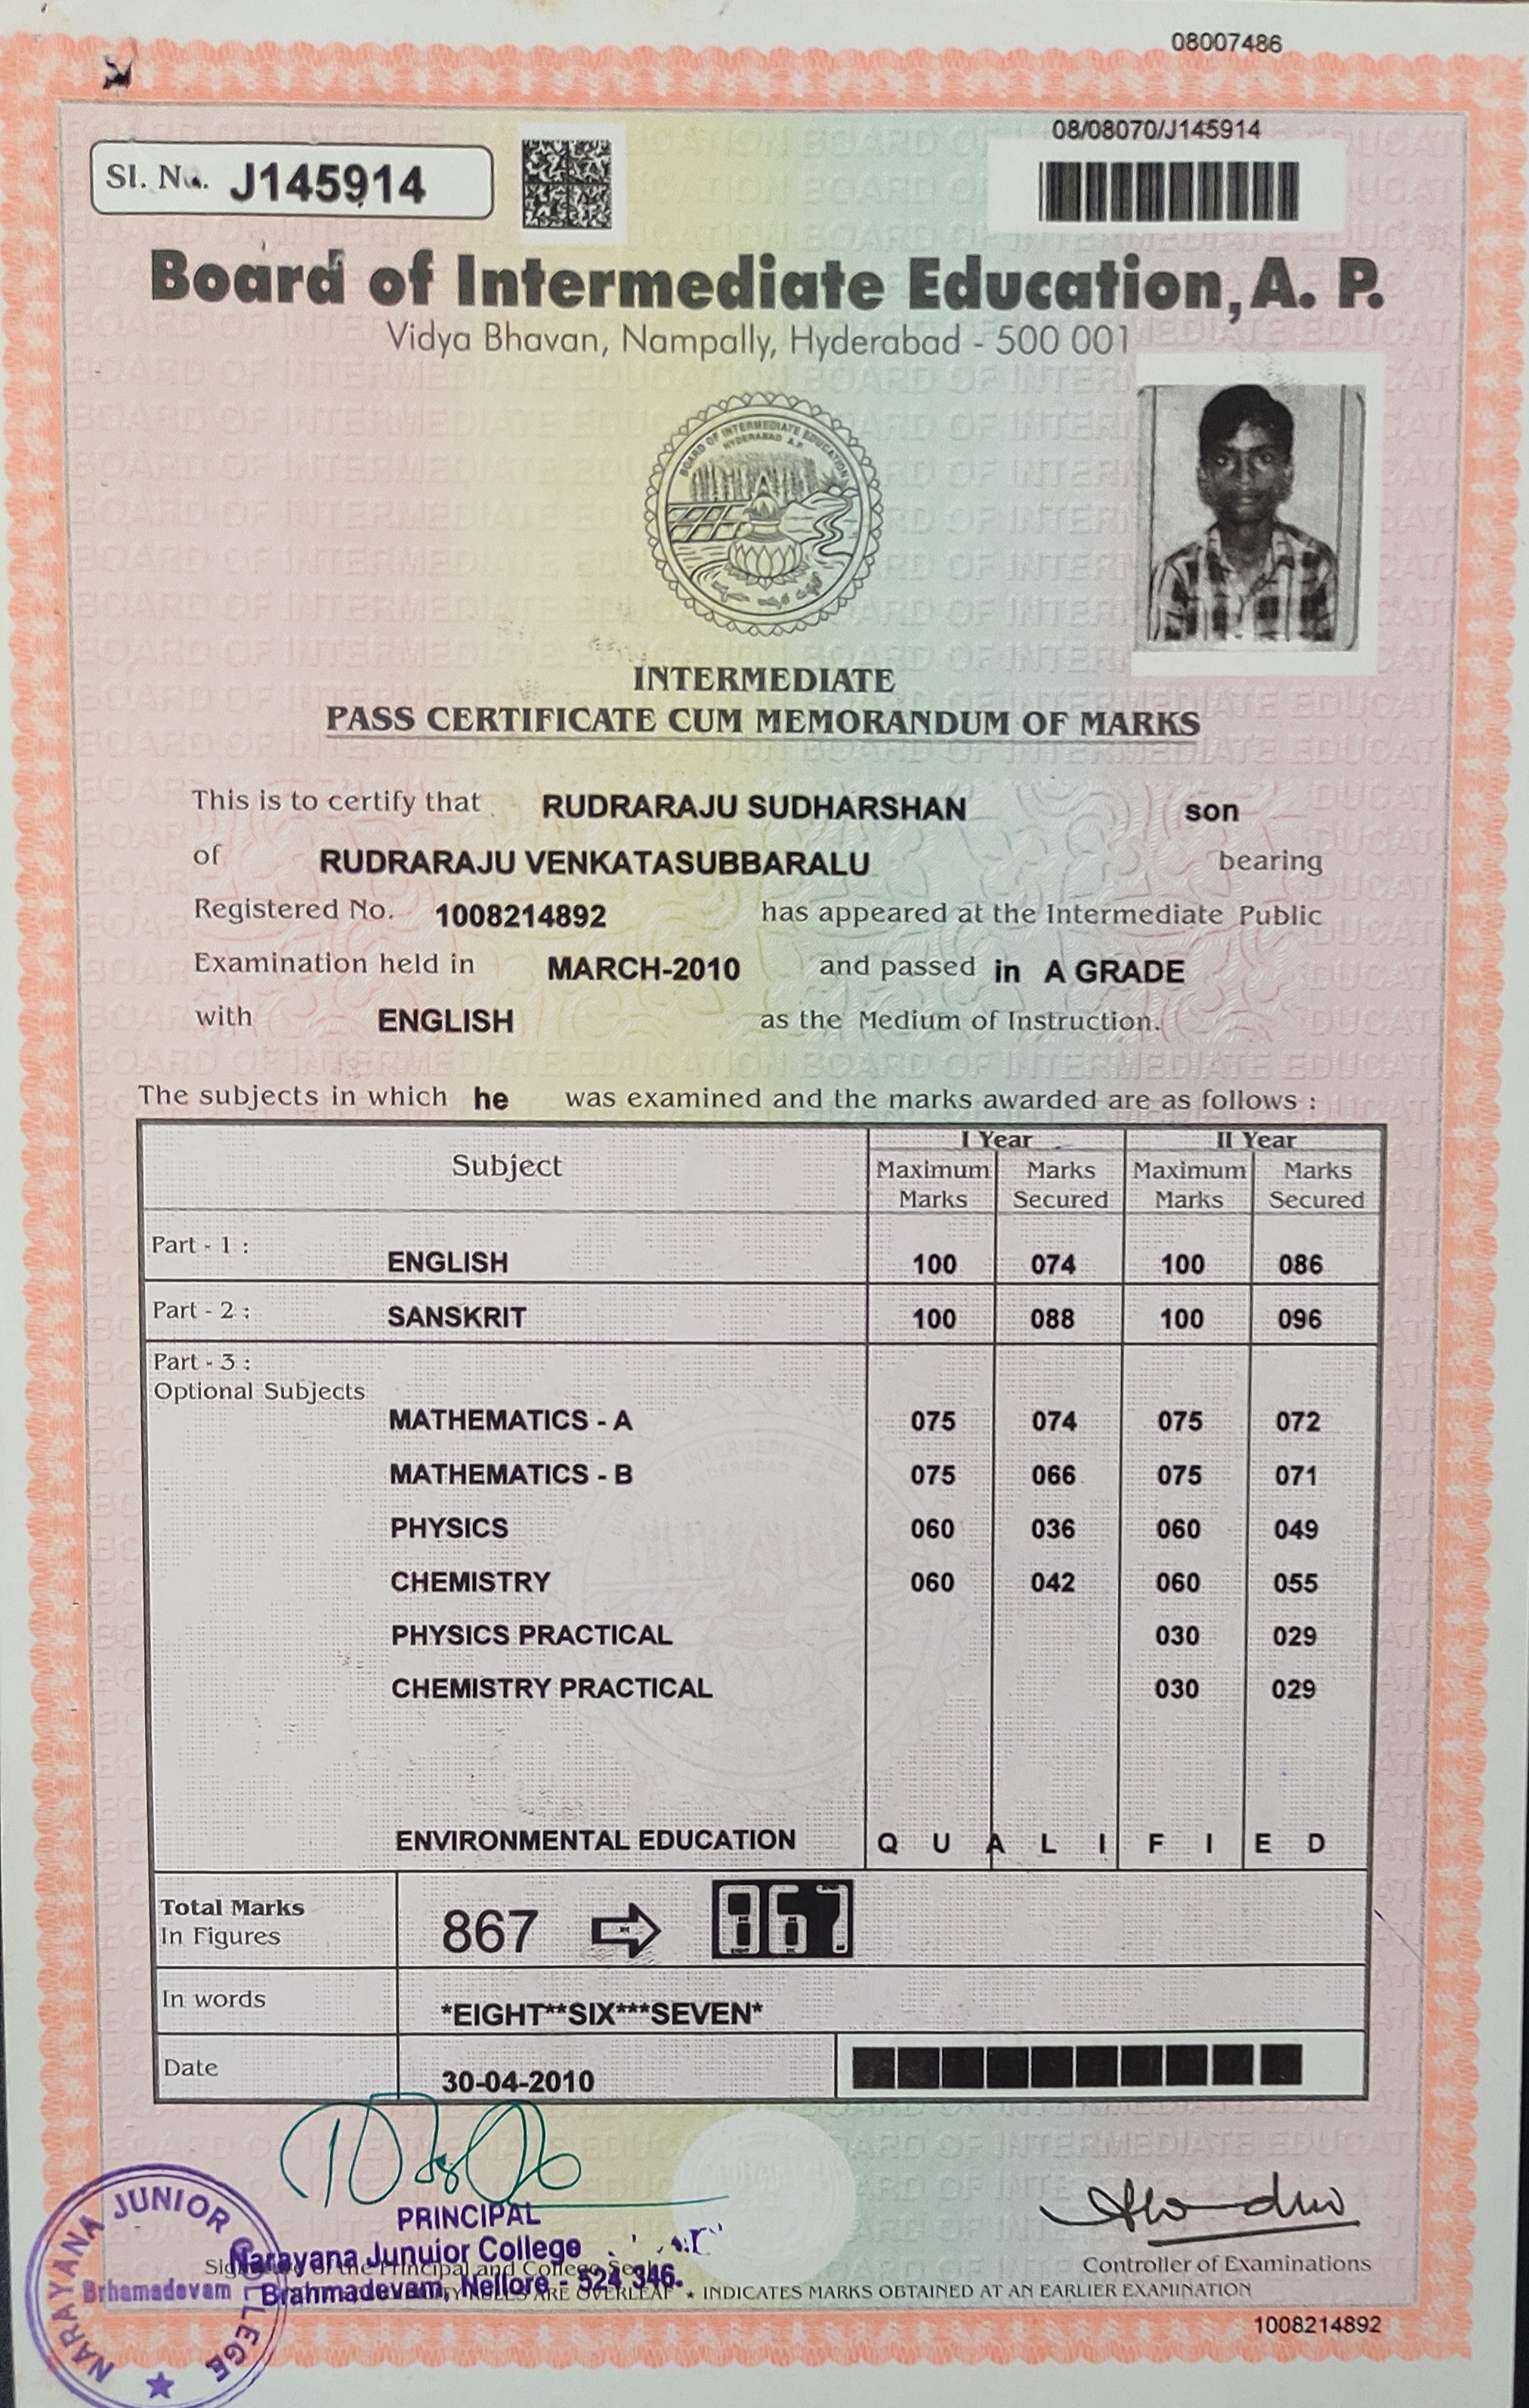 08007486
08/08070/J145914
Sl. No. J145914
Board of Intermediate Education, A. P.
Vidya Bhavan, Nampally, Hyderabad - 500 001
BOARD OF INTERMEDIATE EDUCATION
HYDERABAD A.P.
INTERMEDIATE
PASS CERTIFICATE CUM MEMORANDUM OF MARKS
This is to certify that RUDRARAJU SUDHARSHAN son
of RUDRARAJU VENKATASUBBARALU bearing
Registered No. 1008214892 has appeared at the Intermediate Public
Examination held in MARCH-2010 and passed in A GRADE
with ENGLISH as the Medium of Instruction.
The subjects in which he was examined and the marks awarded are as follows :
Subject I Year II Year
Maximum Marks Marks Secured Maximum Marks Marks Secured
Part - 1 : ENGLISH 100 074 100 086
Part - 2 : SANSKRIT 100 088 100 096
Part - 3 :
Optional Subjects
MATHEMATICS - A 075 074 075 072
MATHEMATICS - B 075 066 075 071
PHYSICS 060 036 060 049
CHEMISTRY 060 042 060 055
PHYSICS PRACTICAL 030 029
CHEMISTRY PRACTICAL 030 029
ENVIRONMENTAL EDUCATION Q U A L I F I E D
Total Marks
In Figures 867 867
In words *EIGHT**SIX***SEVEN*
Date 30-04-2010
PRINCIPAL
Narayana Junuior College
Brahmadevam, Nellore - 524 346.
NARAYANA JUNIOR COLLEGE
Brhamadevam
Signature of the Principal and College Seal
Controller of Examinations
ARE OVERLEAF * INDICATES MARKS OBTAINED AT AN EARLIER EXAMINATION
1008214892